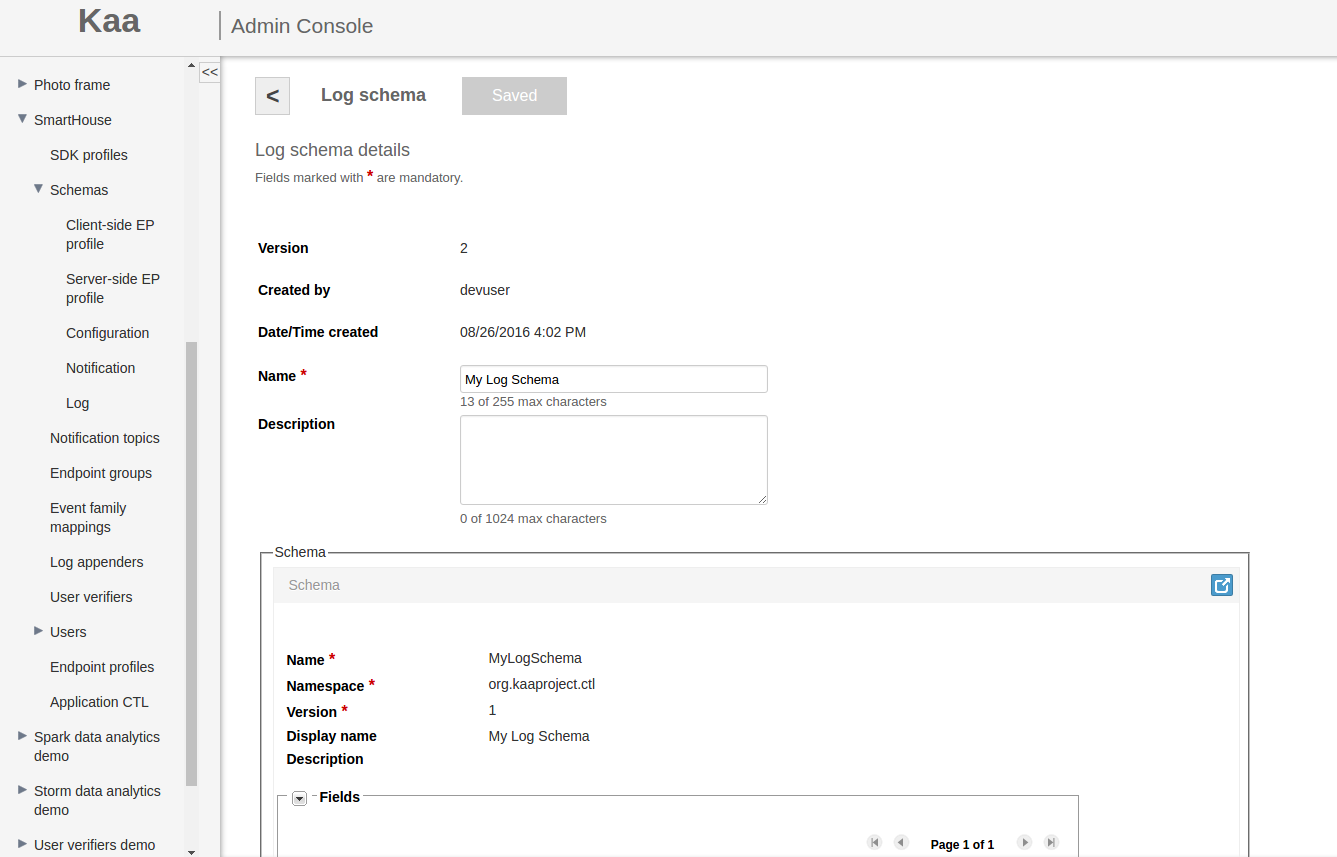 Kaa
Admin Console
<<
Photo frame
SmartHouse
SDK profiles
Schemas
Client-side EP
profile
Server-side EP
profile
Configuration
Notification
Log
Notification topics
Endpoint groups
Event family
mappings
Log appenders
User verifiers
Users
Endpoint profiles
Application CTL
Spark data analytics
demo
Storm data analytics
demo
User verifiers demo
< Log schema Saved
Log schema details
Fields marked with * are mandatory.
Version 2
Created by devuser
Date/Time created 08/26/2016 4:02 PM
Name * My Log Schema
13 of 255 max characters
Description
0 of 1024 max characters
Schema
Schema
Name * MyLogSchema
Namespace * org.kaaproject.ctl
Version * 1
Display name My Log Schema
Description
Fields
Page 1 of 1